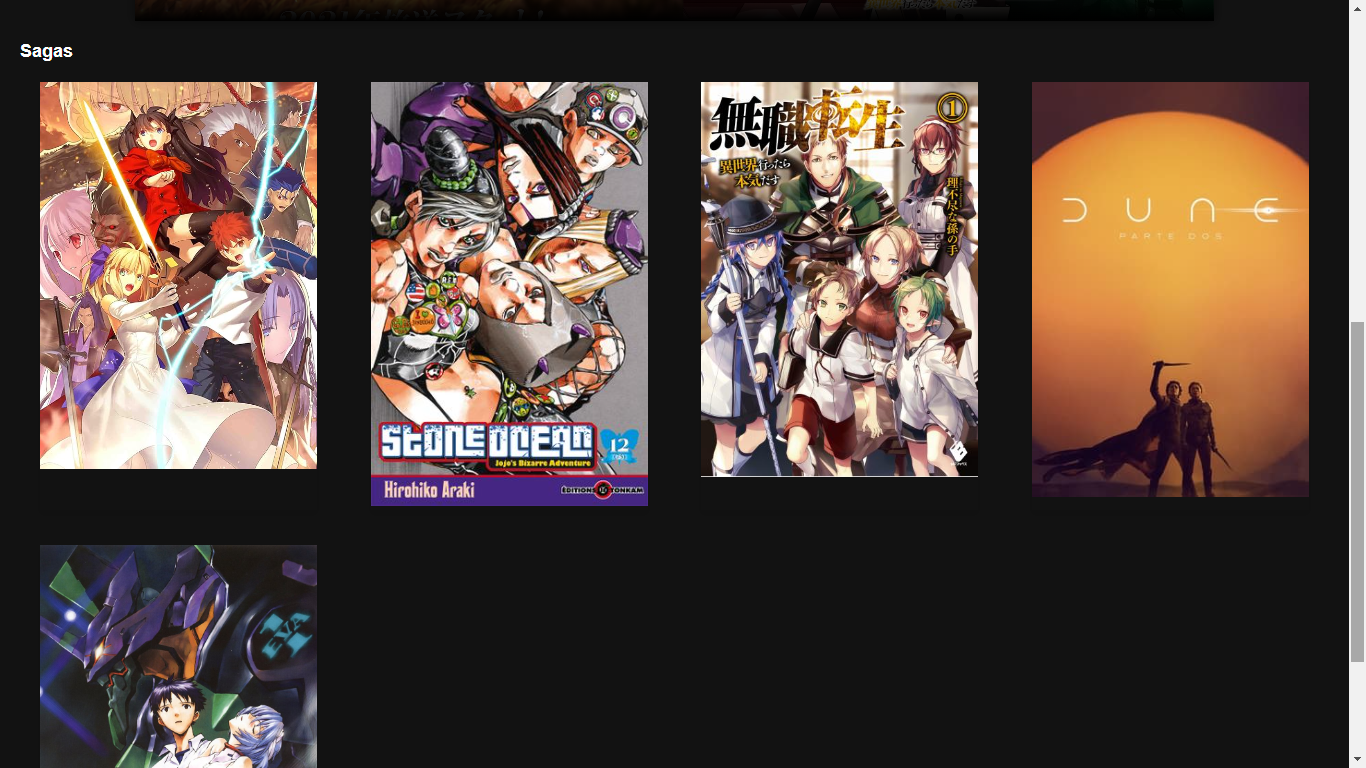 Sagas
無職転生
1
異世界行ったら
本気だす
理不尽な孫の手
DUNE
PARTE DOS
STONE OCEAN
12
Jojo's Bizarre Adventure
Hirohiko Araki
ÉDITIONS TONKAM
EVA